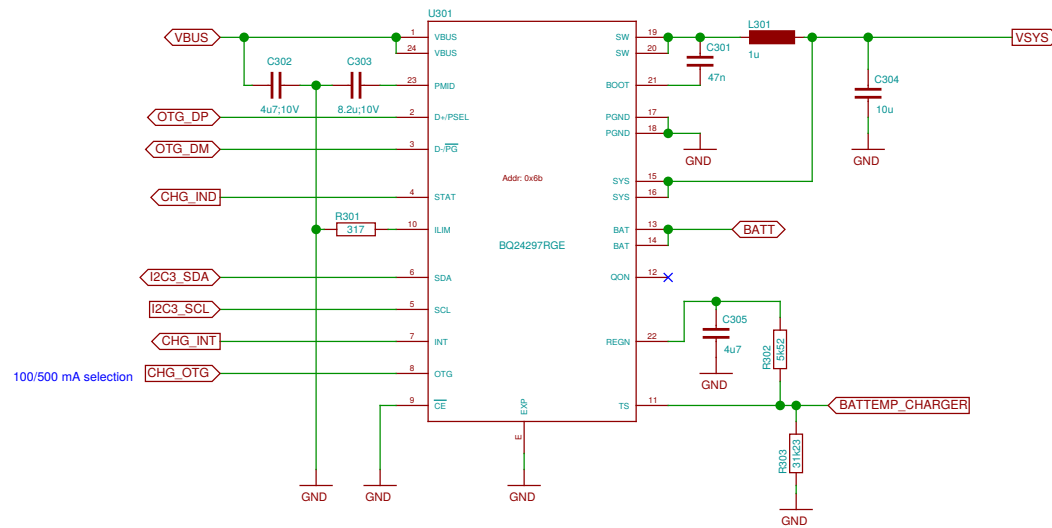 U301
VBUS
1
VBUS
24
VBUS
C302
4u7;10V
C303
8.2u;10V
23
PMID
OTG_DP
2
D+/PSEL
OTG_DM
3
D-/PG
CHG_IND
4
STAT
R301
317
10
ILIM
I2C3_SDA
6
SDA
I2C3_SCL
5
SCL
CHG_INT
7
INT
100/500 mA selection
CHG_OTG
8
OTG
9
CE
GND
GND
Addr: 0x6b
BQ24297RGE
EXP
E
GND
SW
19
SW
20
L301
1u
VSYS
C301
47n
BOOT
21
C304
10u
GND
PGND
17
PGND
18
GND
SYS
15
SYS
16
BAT
13
BAT
14
BATT
QON
12
REGN
22
C305
4u7
GND
R302
5k52
TS
11
BATTEMP_CHARGER
R303
31k23
GND